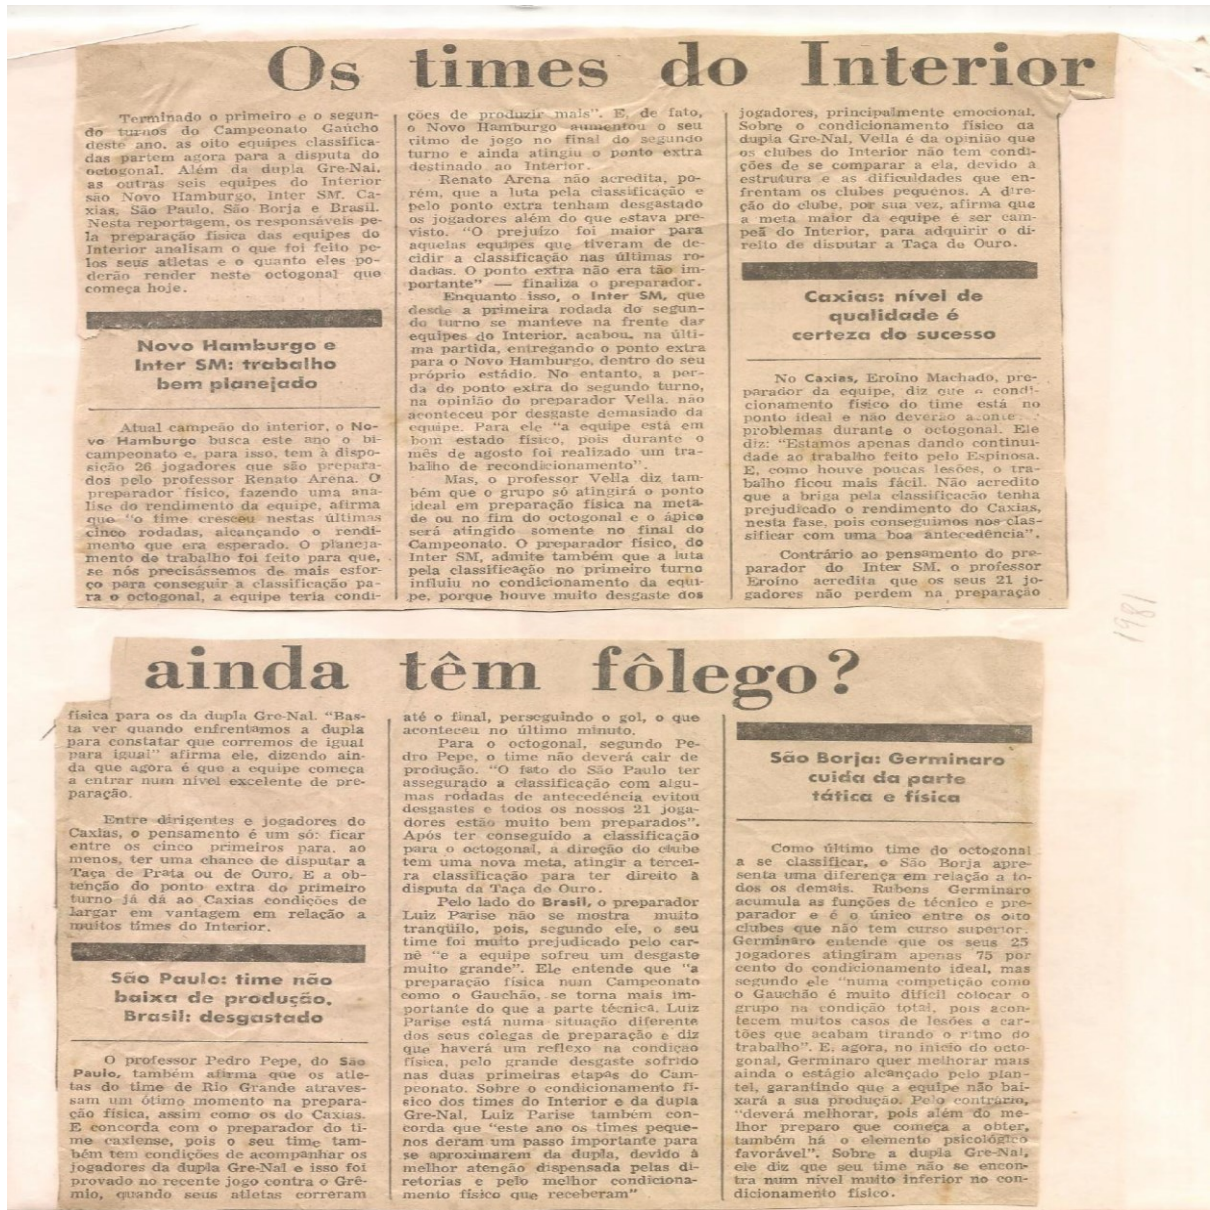 Os times do Interior
Terminado o primeiro e o segun-
do turnos do Campeonato Gaúcho
deste ano, as oito equipes classifica-
das partem agora para a disputa do
octogonal. Além da dupla Gre-Nal,
as outras seis equipes do Interior
são Novo Hamburgo, Inter SM, Ca-
xias, São Paulo, São Borja e Brasil.
Nesta reportagem, os responsáveis pe-
la preparação física das equipes do
Interior analisam o que foi feito pe-
los seus atletas e o quanto eles po-
derão render neste octogonal que
começa hoje.
Novo Hamburgo e
Inter SM: trabalho
bem planejado
Atual campeão do interior, o No-
vo Hamburgo busca este ano o bi-
campeonato e, para isso, tem à dispo-
sição 26 jogadores que são prepara-
dos pelo professor Renato Arena. O
preparador físico, fazendo uma aná-
lise do rendimento da equipe, afirma
que "o time cresceu nestas últimas
cinco rodadas, alcançando o rendi-
mento que era esperado. O planeja-
mento de trabalho foi feito para que,
se nós precisássemos de mais esfor-
ço para conseguir a classificação pa-
ra o octogonal, a equipe teria condi-
ções de produzir mais". E, de fato,
o Novo Hamburgo aumentou o seu
ritmo de jogo no final do segundo
turno e ainda atingiu o ponto extra
destinado ao Interior.
Renato Arena não acredita, po-
rém, que a luta pela classificação e
pelo ponto extra tenham desgastado
os jogadores além do que estava pre-
visto. "O prejuízo foi maior para
aquelas equipes que tiveram de de-
cidir a classificação nas últimas ro-
dadas. O ponto extra não era tão im-
portante" — finaliza o preparador.
Enquanto isso, o Inter SM, que
desde a primeira rodada do segun-
do turno se manteve na frente das
equipes do Interior, acabou, na últi-
ma partida, entregando o ponto extra
para o Novo Hamburgo, dentro do seu
próprio estádio. No entanto, a per-
da do ponto extra do segundo turno,
na opinião do preparador Vella, não
aconteceu por desgaste demasiado da
equipe. Para ele "a equipe está em
bom estado físico, pois durante o
mês de agosto foi realizado um tra-
balho de recondicionamento".
Mas, o professor Vella diz tam-
bém que o grupo só atingirá o ponto
ideal em preparação física na meta-
de ou no fim do octogonal e o ápice
será atingido somente no final do
Campeonato. O preparador físico, do
Inter SM, admite também que a luta
pela classificação no primeiro turno
influiu no condicionamento da equi-
pe, porque houve muito desgaste dos
jogadores, principalmente emocional.
Sobre o condicionamento físico da
dupla Gre-Nal, Vella é da opinião que
os clubes do Interior não tem condi-
ções de se comparar a ela, devido à
estrutura e as dificuldades que en-
frentam os clubes pequenos. A dire-
ção do clube, por sua vez, afirma que
a meta maior da equipe é ser cam-
peã do Interior, para adquirir o di-
reito de disputar a Taça de Ouro.
Caxias: nível de
qualidade é
certeza do sucesso
No Caxias, Eroíno Machado, pre-
parador da equipe, diz que o condi-
cionamento físico do time está no
ponto ideal e não deverão
problemas durante o octogonal. Ele
diz: "Estamos apenas dando continui-
dade ao trabalho feito pelo Espinosa.
E, como houve poucas lesões, o tra-
balho ficou mais fácil. Não acredito
que a briga pela classificação tenha
prejudicado o rendimento do Caxias,
nesta fase, pois conseguimos nos clas-
sificar com uma boa antecedência".
Contrário ao pensamento do pre-
parador do Inter SM, o professor
Eroíno acredita que os seus 21 jo-
gadores não perdem na preparação
1981
ainda têm fôlego?
física para os da dupla Gre-Nal. "Bas-
ta ver quando enfrentamos a dupla
para constatar que corremos de igual
para igual" afirma ele, dizendo ain-
da que agora é que a equipe começa
a entrar num nível excelente de pre-
paração.
Entre dirigentes e jogadores do
Caxias, o pensamento é um só: ficar
entre os cinco primeiros para, ao
menos, ter uma chance de disputar a
Taça de Prata ou de Ouro. E a ob-
tenção do ponto extra do primeiro
turno já dá ao Caxias condições de
largar em vantagem em relação a
muitos times do Interior.
São Paulo: time não
baixa de produção.
Brasil: desgastado
O professor Pedro Pepe, do São
Paulo, também afirma que os atle-
tas do time de Rio Grande atraves-
sam um ótimo momento na prepara-
ção física, assim como os do Caxias.
E concorda com o preparador do ti-
me caxiense, pois o seu time tam-
bém tem condições de acompanhar os
jogadores da dupla Gre-Nal e isso foi
provado no recente jogo contra o Grê-
mio, quando seus atletas correram
até o final, perseguindo o gol, o que
aconteceu no último minuto.
Para o octogonal, segundo Pe-
dro Pepe, o time não deverá cair de
produção. "O fato do São Paulo ter
assegurado a classificação com algu-
mas rodadas de antecedência evitou
desgastes e todos os nossos 21 joga-
dores estão muito bem preparados".
Após ter conseguido a classificação
para o octogonal, a direção do clube
tem uma nova meta, atingir a tercei-
ra classificação para ter direito à
disputa da Taça de Ouro.
Pelo lado do Brasil, o preparador
Luiz Parise não se mostra muito
tranqüilo, pois, segundo ele, o seu
time foi muito prejudicado pelo car-
nê "e a equipe sofreu um desgaste
muito grande". Ele entende que "a
preparação física num Campeonato
como o Gauchão, se torna mais im-
portante do que a parte técnica. Luiz
Parise está numa situação diferente
dos seus colegas de preparação e diz
que haverá um reflexo na condição
física, pelo grande desgaste sofrido
nas duas primeiras etapas do Cam-
peonato. Sobre o condicionamento fí-
sico dos times do Interior e da dupla
Gre-Nal, Luiz Parise também con-
corda que "este ano os times peque-
nos deram um passo importante para
se aproximarem da dupla, devido à
melhor atenção dispensada pelas di-
retorias e pelo melhor condiciona-
mento físico que receberam"
São Borja: Germinaro
cuida da parte
tática e física
Como último time do octogonal
a se classificar, o São Borja apre-
senta uma diferença em relação a to-
dos os demais. Rubens Germinaro
acumula as funções de técnico e pre-
parador e é o único entre os oito
clubes que não tem curso superior.
Germinaro entende que os seus 25
jogadores atingiram apenas 75 por
cento do condicionamento ideal, mas
segundo ele "numa competição como
o Gauchão é muito difícil colocar o
grupo na condição total, pois acon-
tecem muitos casos de lesões e car-
tões que acabam tirando o ritmo do
trabalho". E, agora, no início do octo-
gonal, Germinaro quer melhorar mais
ainda o estágio alcançado pelo plan-
tel, garantindo que a equipe não bai-
xará a sua produção. Pelo contrário,
"deverá melhorar, pois além do me-
lhor preparo que começa a obter,
também há o elemento psicológico
favorável". Sobre a dupla Gre-Nal,
ele diz que seu time não se encon-
tra num nível muito inferior no con-
dicionamento físico.